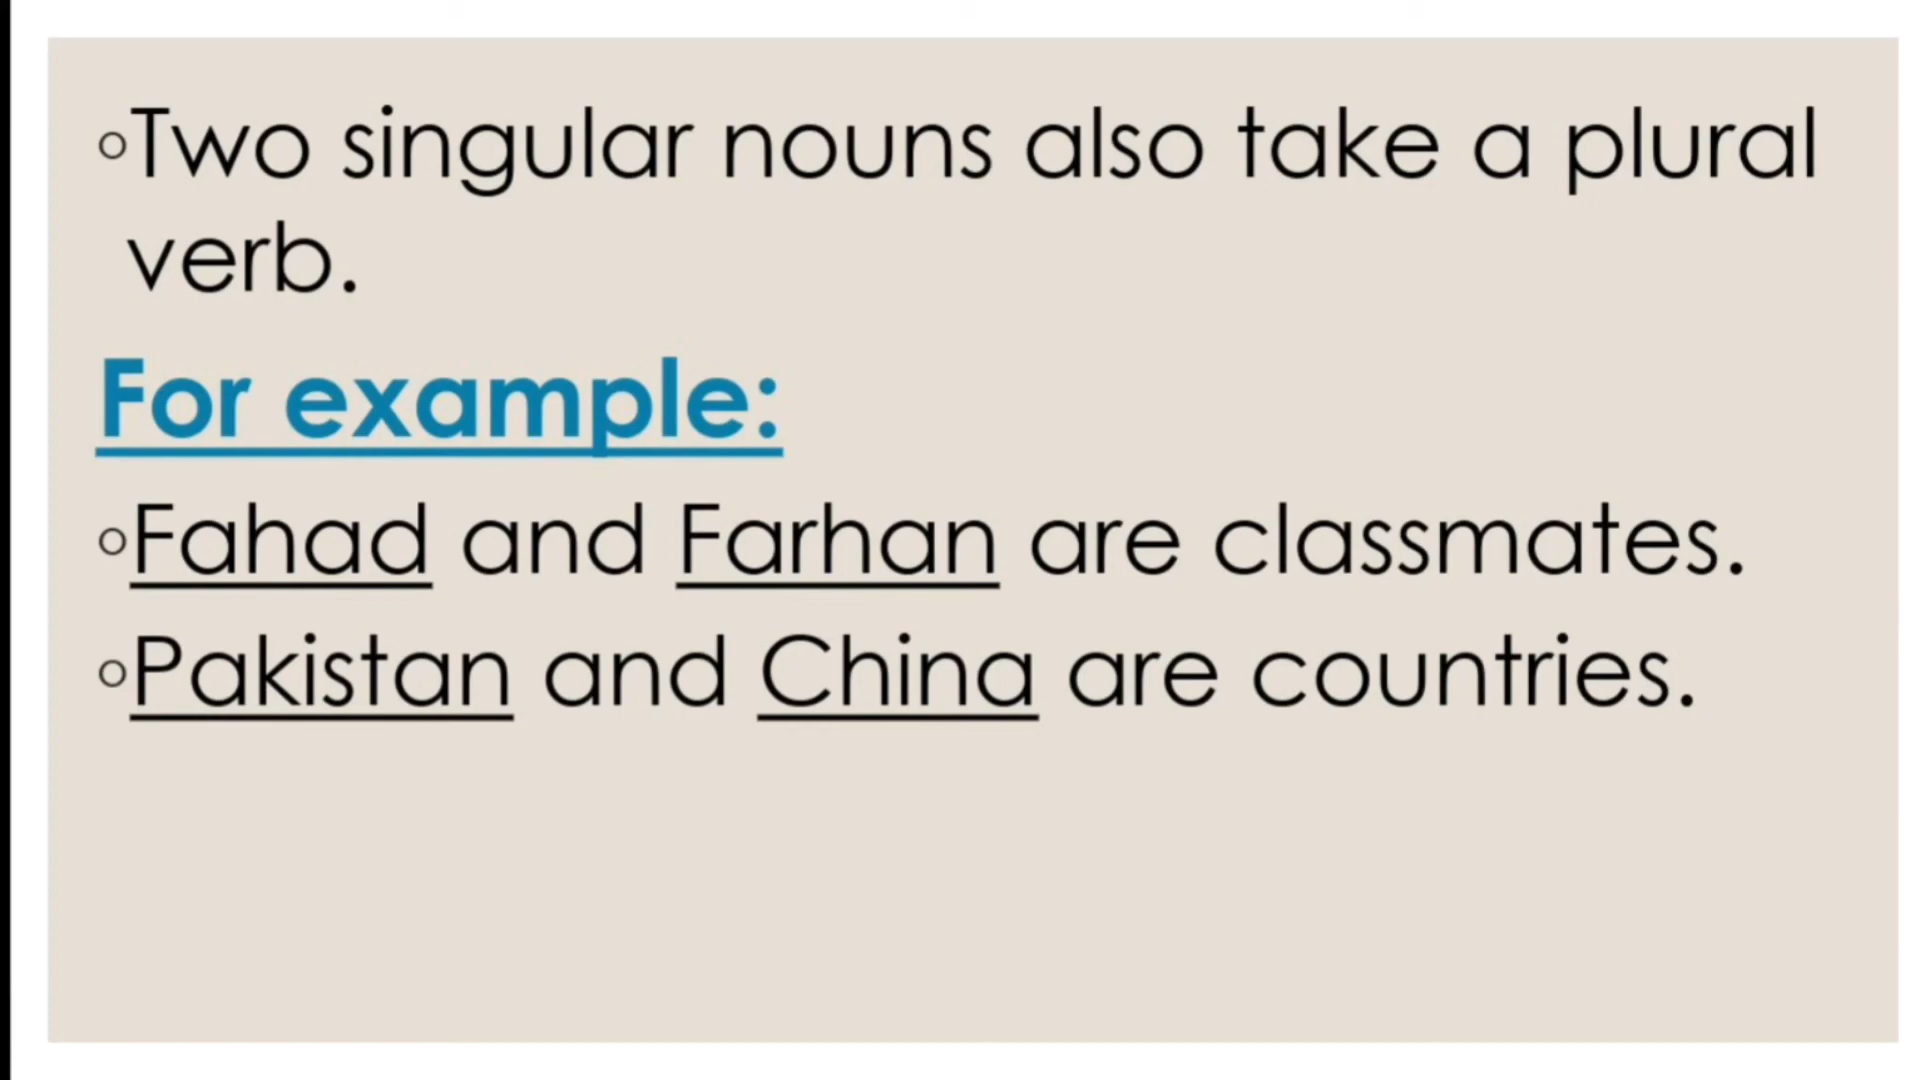 ◦Two singular nouns also take a plural
verb.
For example:
◦Fahad and Farhan are classmates.
◦Pakistan and China are countries.